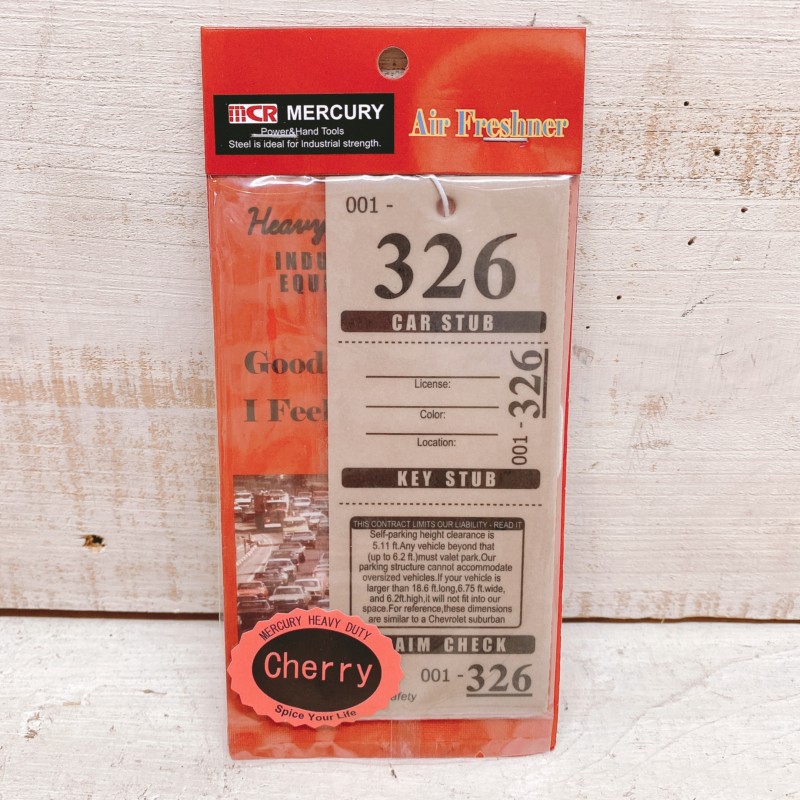 MCR MERCURY
Power&Hand Tools
Steel is ideal for Industrial strength.
Air Freshner
Heavy
INDU
EQUI
Good
I Feel
001 -
326
CAR STUB
License:
Color:
Location:
001 - 326
KEY STUB
THIS CONTRACT LIMITS OUR LIABILITY - READ IT
Self-parking height clearance is
5.11 ft.Any vehicle beyond that
(up to 6.2 ft.)must valet park.Our
parking structure cannot accommodate
oversized vehicles.If your vehicle is
larger than 18.6 ft.long,6.75 ft.wide,
and 6.2ft.high,it will not fit into our
space.For reference,these dimensions
are similar to a Chevrolet suburban
AIM CHECK
001 - 326
afety
MERCURY HEAVY DUTY
Cherry
Spice Your Life